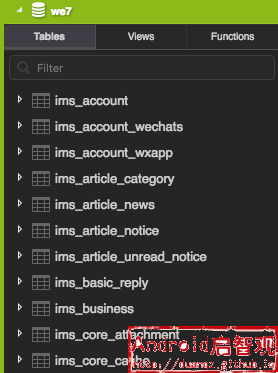 we7
Tables Views Functions
Filter
ims_account
ims_account_wechats
ims_account_wxapp
ims_article_category
ims_article_news
ims_article_notice
ims_article_unread_notice
ims_basic_reply
ims_business
ims_core_attachment
Android启智观
ims_core_cache